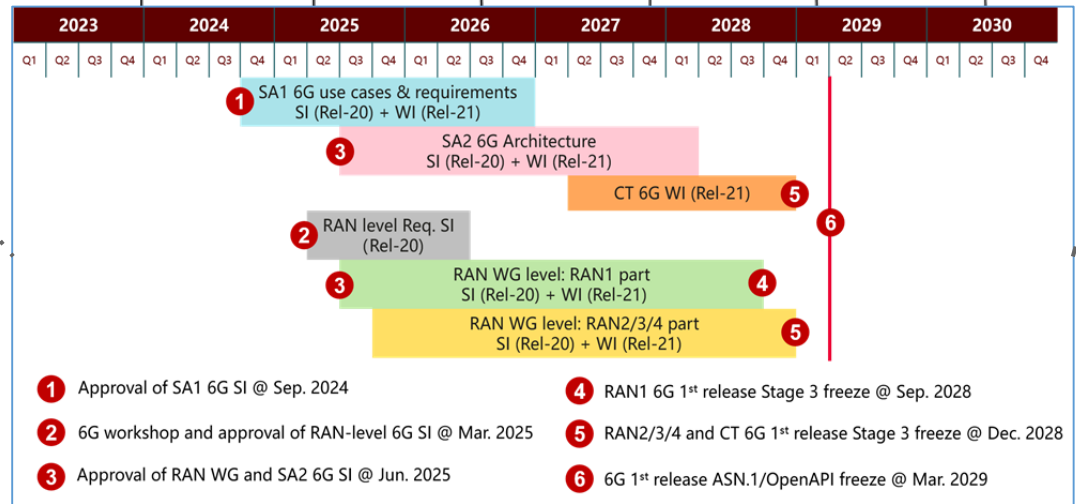 2023 2024 2025 2026 2027 2028 2029 2030
Q1 Q2 Q3 Q4 Q1 Q2 Q3 Q4 Q1 Q2 Q3 Q4 Q1 Q2 Q3 Q4 Q1 Q2 Q3 Q4 Q1 Q2 Q3 Q4 Q1 Q2 Q3 Q4 Q1 Q2 Q3 Q4
1 SA1 6G use cases & requirements
SI (Rel-20) + WI (Rel-21)
3 SA2 6G Architecture
SI (Rel-20) + WI (Rel-21)
CT 6G WI (Rel-21) 5
6
2 RAN level Req. SI
(Rel-20)
3 RAN WG level: RAN1 part 4
SI (Rel-20) + WI (Rel-21)
RAN WG level: RAN2/3/4 part 5
SI (Rel-20) + WI (Rel-21)
1 Approval of SA1 6G SI @ Sep. 2024
2 6G workshop and approval of RAN-level 6G SI @ Mar. 2025
3 Approval of RAN WG and SA2 6G SI @ Jun. 2025
4 RAN1 6G 1st release Stage 3 freeze @ Sep. 2028
5 RAN2/3/4 and CT 6G 1st release Stage 3 freeze @ Dec. 2028
6 6G 1st release ASN.1/OpenAPI freeze @ Mar. 2029